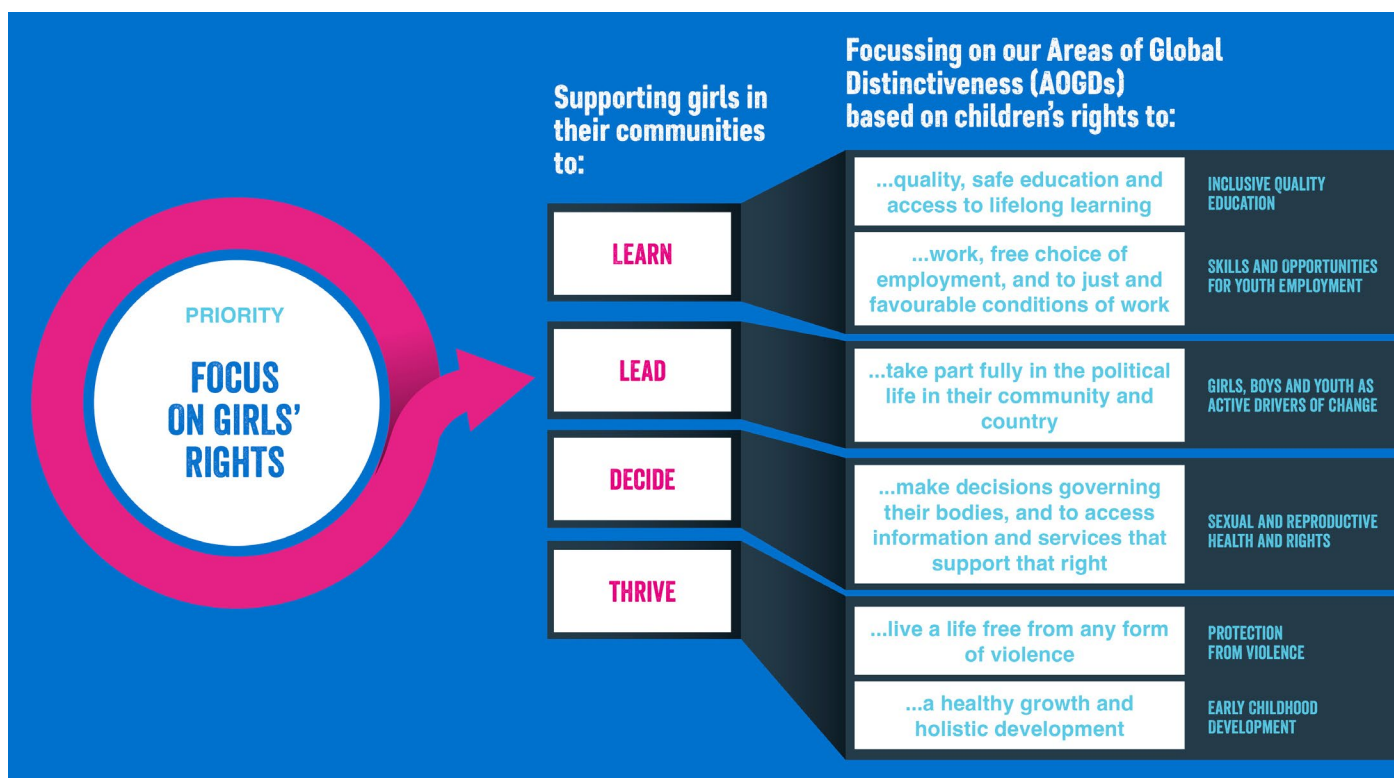 PRIORITY
FOCUS
ON GIRLS'
RIGHTS
Supporting girls in
their communities
to:
LEARN
LEAD
DECIDE
THRIVE
Focussing on our Areas of Global
Distinctiveness (AOGDs)
based on children's rights to:
...quality, safe education and
access to lifelong learning
INCLUSIVE QUALITY
EDUCATION
...work, free choice of
employment, and to just and
favourable conditions of work
SKILLS AND OPPORTUNITIES
FOR YOUTH EMPLOYMENT
...take part fully in the political
life in their community and
country
GIRLS, BOYS AND YOUTH AS
ACTIVE DRIVERS OF CHANGE
...make decisions governing
their bodies, and to access
information and services that
support that right
SEXUAL AND REPRODUCTIVE
HEALTH AND RIGHTS
...live a life free from any form
of violence
PROTECTION
FROM VIOLENCE
...a healthy growth and
holistic development
EARLY CHILDHOOD
DEVELOPMENT